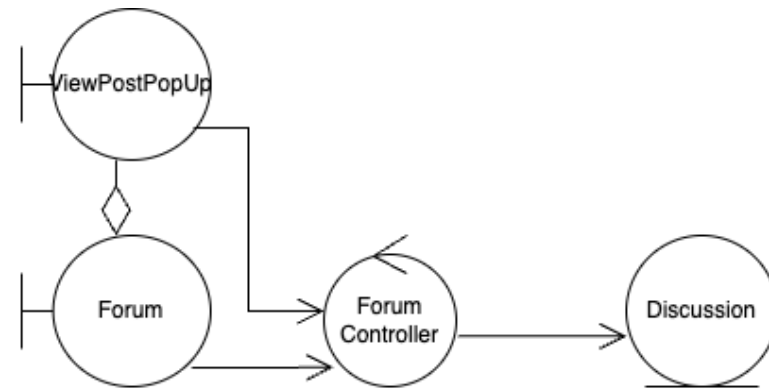 ViewPostPopUp
Forum
Forum
Controller
Discussion